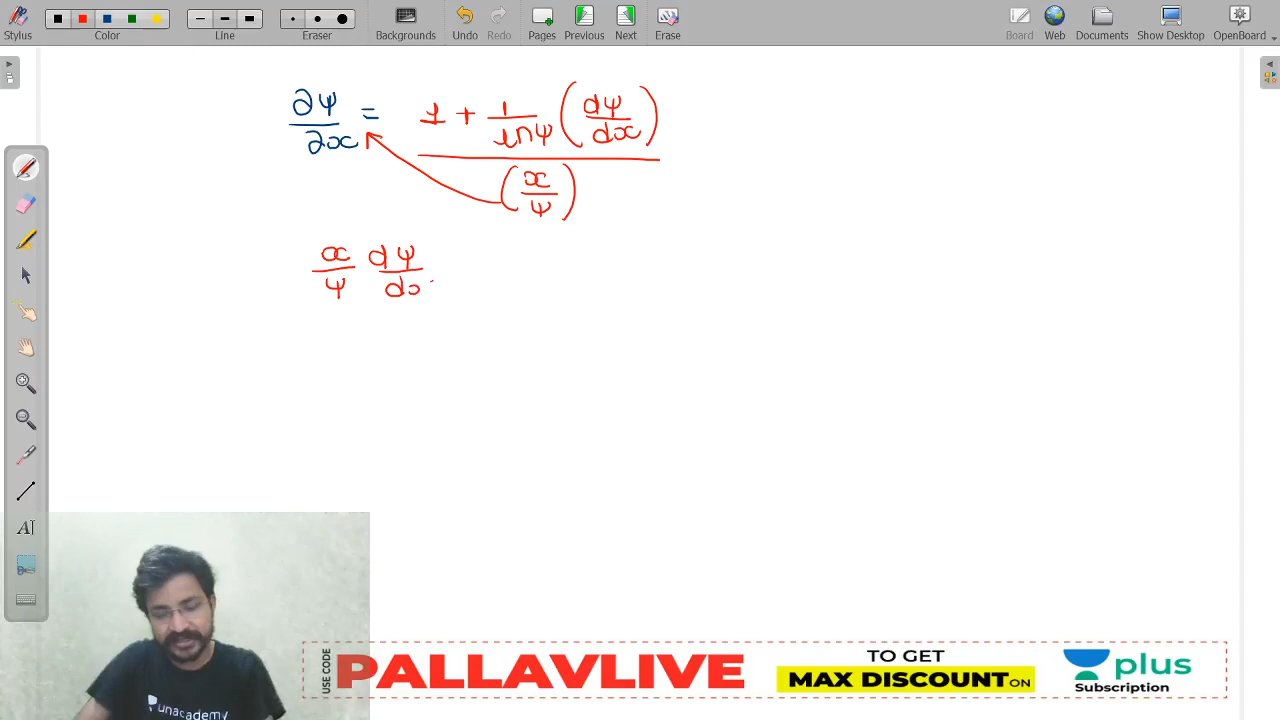 Stylus Color Line Eraser Backgrounds Undo Redo Pages Previous Next Erase Board Web Documents Show Desktop OpenBoard
∂ψ/∂x = (1 + 1/lnψ (dψ/dx)) / (x/ψ)
x/ψ dψ/dx
unacademy
USE CODE
PALLAVLIVE
TO GET
MAX DISCOUNT ON
plus
Subscription